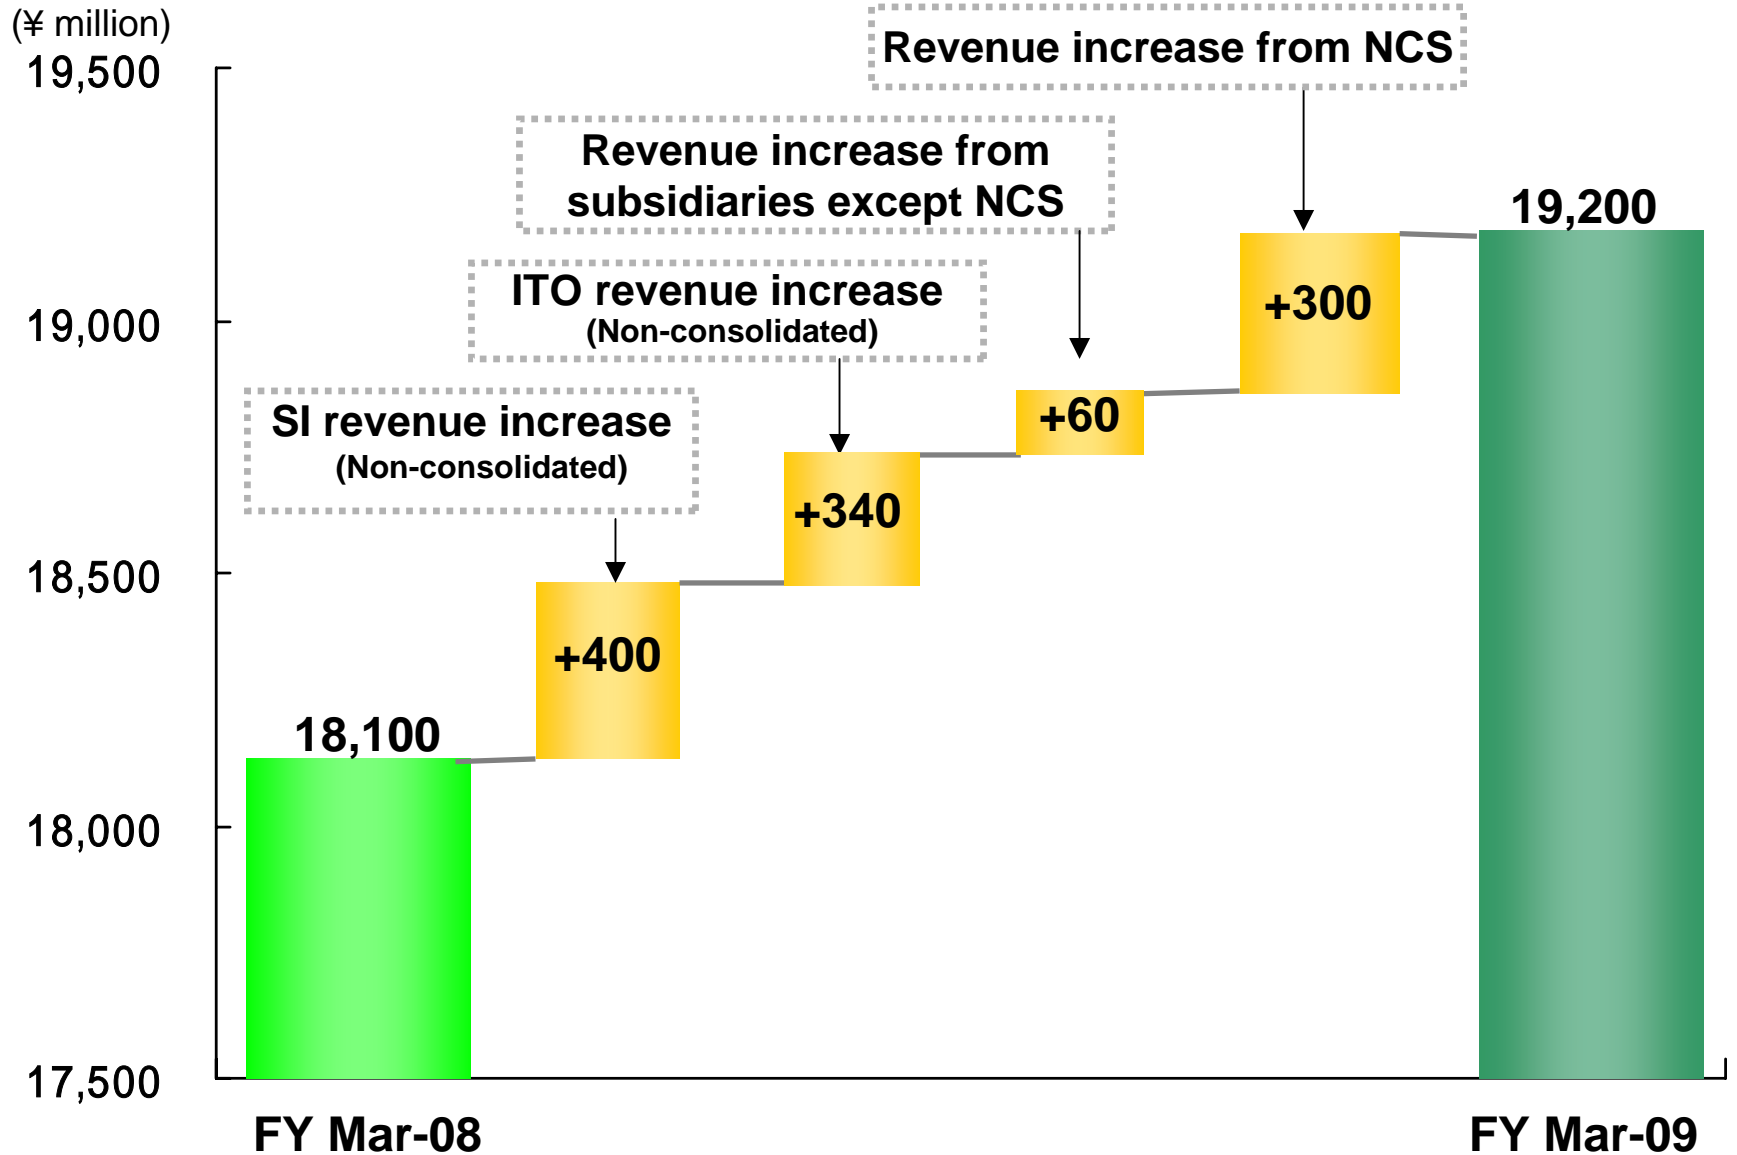 (¥ million)
19,500
19,000
18,500
18,000
17,500
Revenue increase from NCS
Revenue increase from
subsidiaries except NCS
ITO revenue increase
(Non-consolidated)
SI revenue increase
(Non-consolidated)
18,100
+400
+340
+60
+300
19,200
FY Mar-08
FY Mar-09